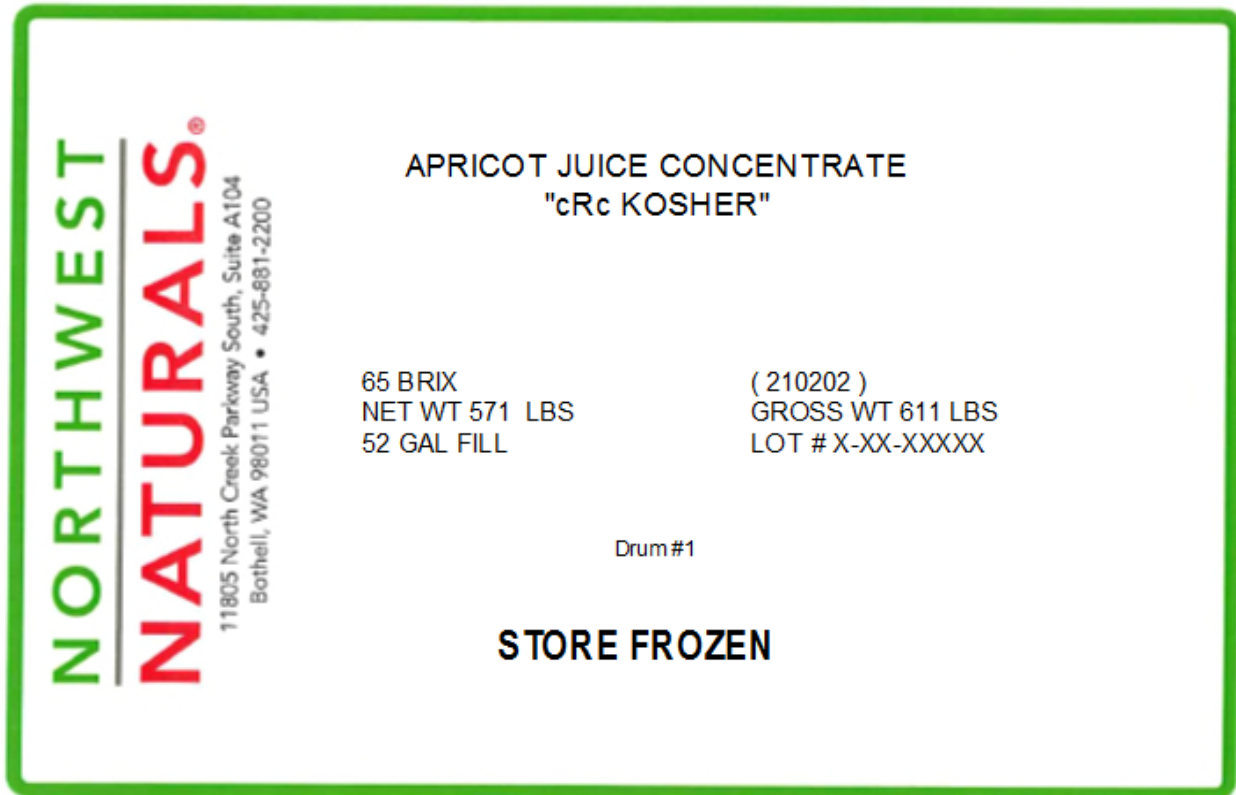 NORTHWEST
NATURALS®
11805 North Creek Parkway South, Suite A104
Bothell, WA 98011 USA • 425-881-2200
APRICOT JUICE CONCENTRATE
"cRc KOSHER"
65 BRIX ( 210202 )
NET WT 571 LBS GROSS WT 611 LBS
52 GAL FILL LOT # X-XX-XXXXX
Drum #1
STORE FROZEN